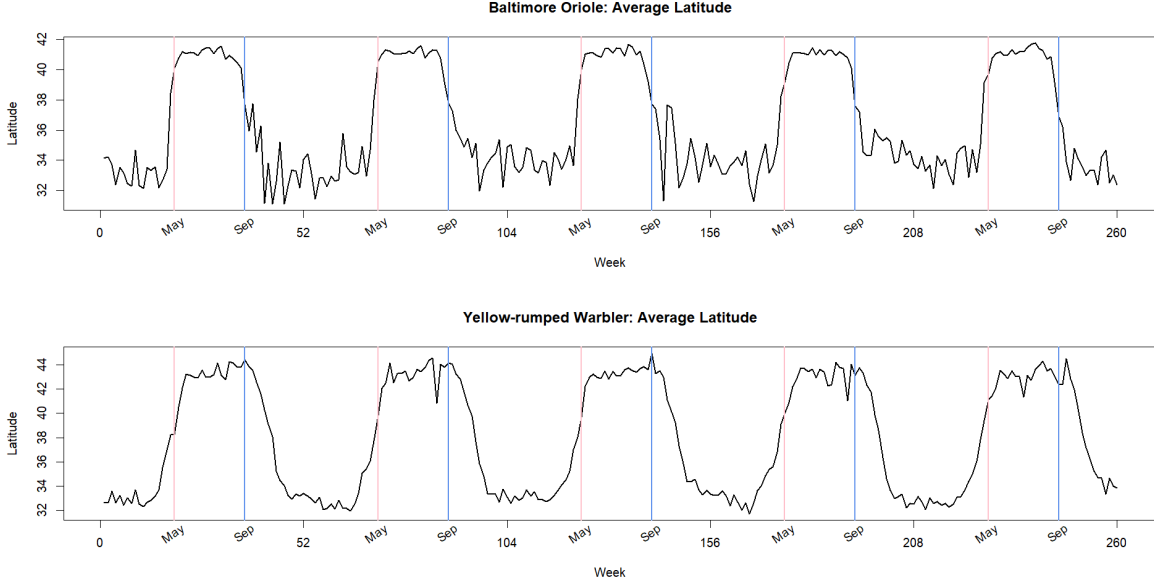 Baltimore Oriole: Average Latitude
Latitude
42
40
38
36
34
32
0 May Sep 52 May Sep 104 May Sep 156 May Sep 208 May Sep 260
Week
Yellow-rumped Warbler: Average Latitude
Latitude
44
42
40
38
36
34
32
0 May Sep 52 May Sep 104 May Sep 156 May Sep 208 May Sep 260
Week